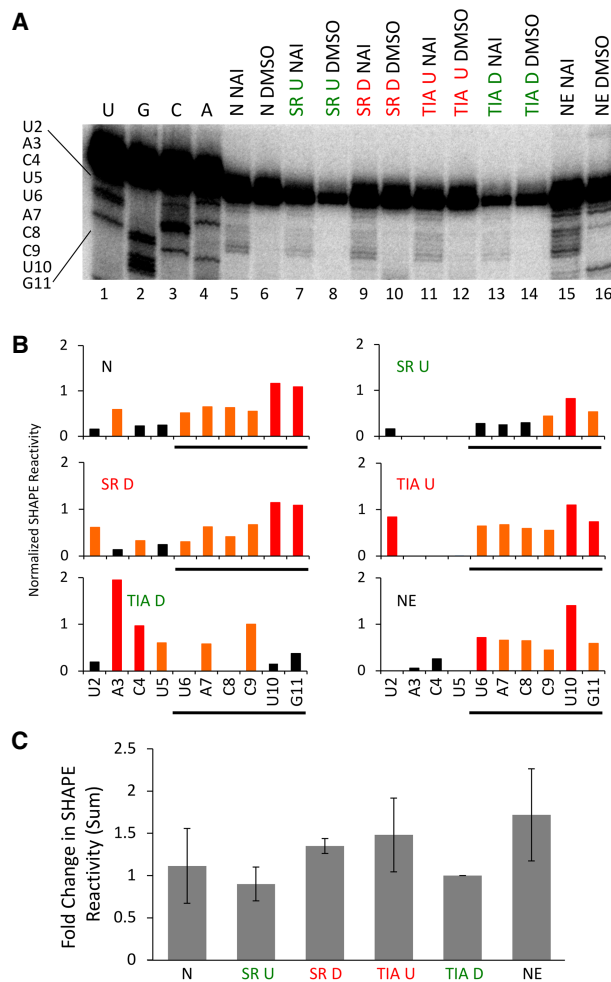 A
U G C A N NAI N DMSO SR U NAI SR U DMSO SR D NAI SR D DMSO TIA U NAI TIA U DMSO TIA D NAI TIA D DMSO NE NAI NE DMSO
U2
A3
C4
U5
U6
A7
C8
C9
U10
G11
1 2 3 4 5 6 7 8 9 10 11 12 13 14 15 16
B
Normalized SHAPE Reactivity
2
1
0
N
2
1
0
SR U
2
1
0
SR D
2
1
0
TIA U
2
1
0
TIA D
U2 A3 C4 U5 U6 A7 C8 C9 U10 G11
2
1
0
NE
U2 A3 C4 U5 U6 A7 C8 C9 U10 G11
C
Fold Change in SHAPE
Reactivity (Sum)
2.5
2
1.5
1
0.5
0
N SR U SR D TIA U TIA D NE